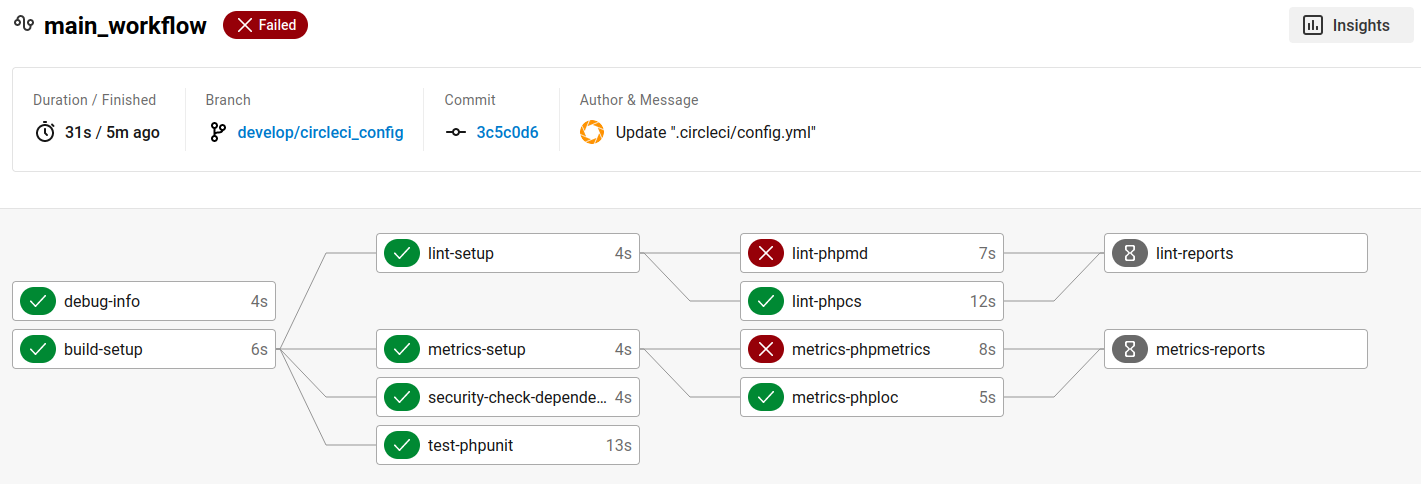 main_workflow Failed Insights
Duration / Finished Branch Commit Author & Message
31s / 5m ago develop/circleci_config 3c5c0d6 Update ".circleci/config.yml"
lint-setup 4s lint-phpmd 7s lint-reports
debug-info 4s lint-phpcs 12s
build-setup 6s metrics-setup 4s metrics-phpmetrics 8s metrics-reports
security-check-depende... 4s metrics-phploc 5s
test-phpunit 13s